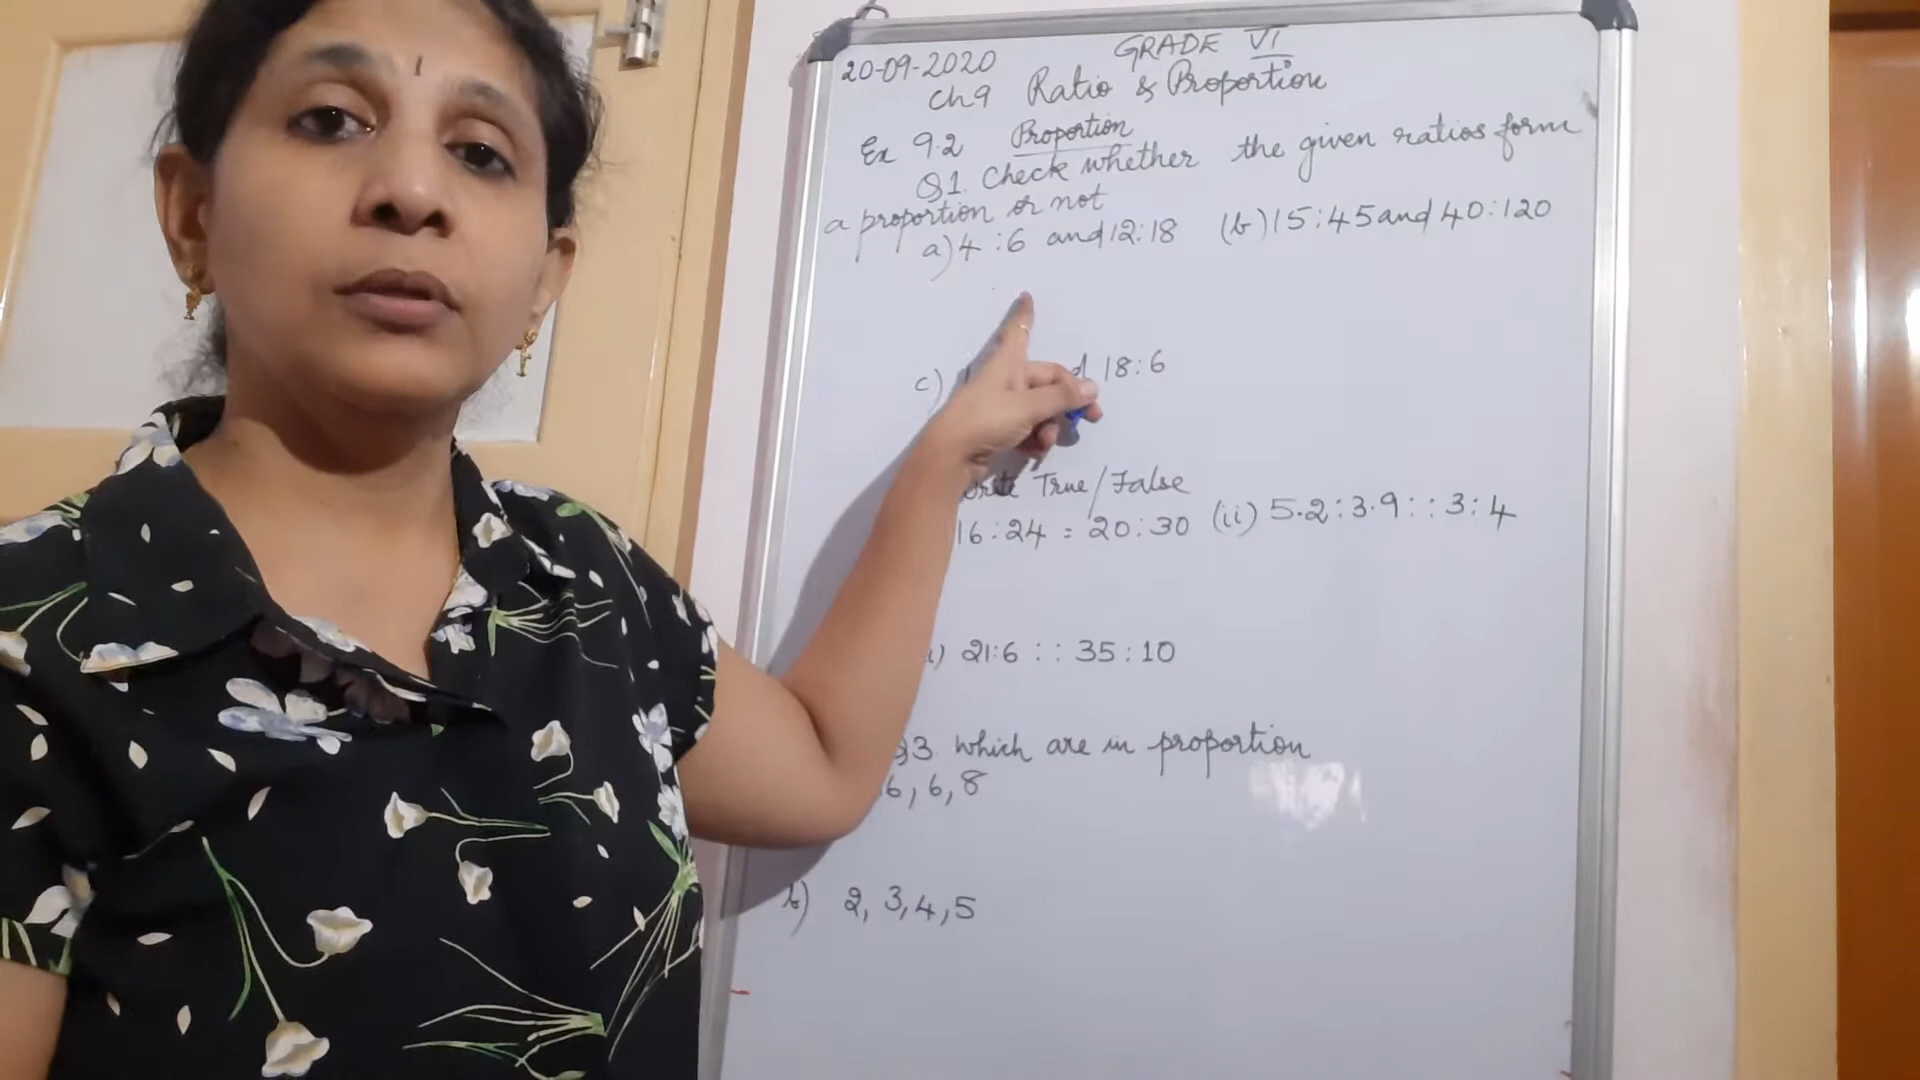 20-09-2020 GRADE VI
Ch 9 Ratio & Proportion
Ex 9.2 Proportion
Q1. Check whether the given ratios form
a proportion or not
a) 4 : 6 and 12:18 (b) 15:45 and 40:120
c) 18:6
True/False
16:24 = 20:30 (ii) 5.2:3.9::3:4
21:6 :: 35:10
Q3. Which are in proportion
6, 6, 8
b) 2, 3, 4, 5